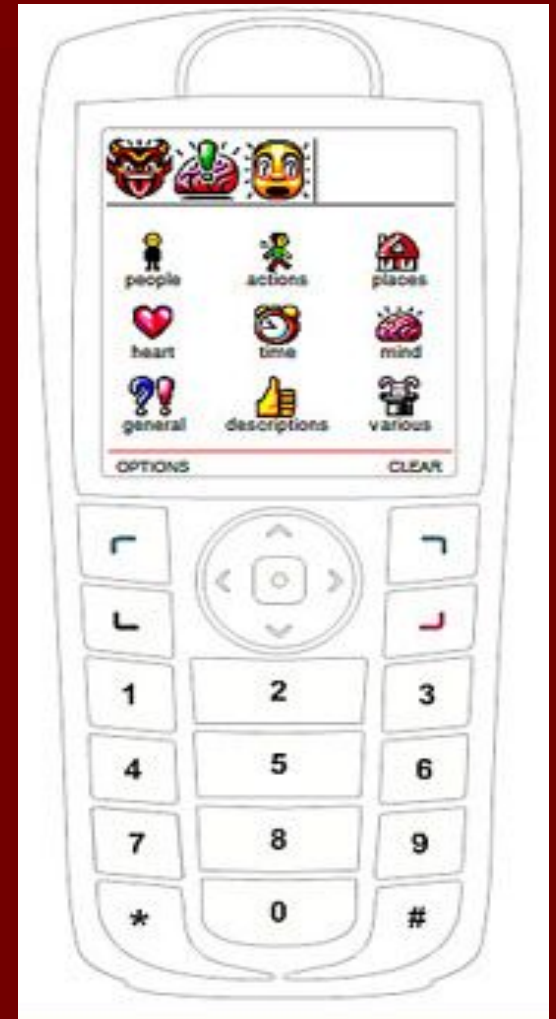 people actions places
heart time mind
general descriptions various
OPTIONS CLEAR
1 2 3
4 5 6
7 8 9
* 0 #